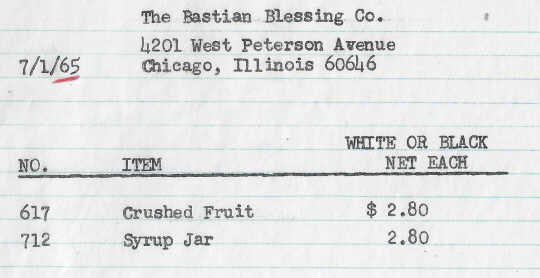 The Bastian Blessing Co.
4201 West Peterson Avenue
7/1/65 Chicago, Illinois 60646
WHITE OR BLACK
NO. ITEM NET EACH
617 Crushed Fruit $ 2.80
712 Syrup Jar 2.80